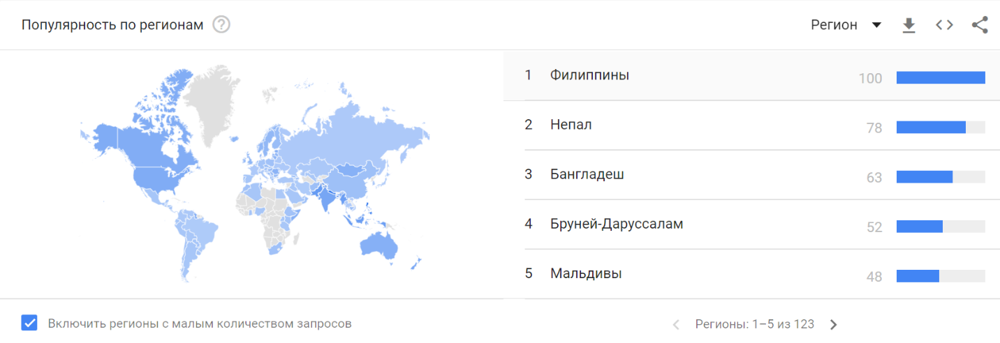 Популярность по регионам
Регион
1 Филиппины 100
2 Непал 78
3 Бангладеш 63
4 Бруней-Даруссалам 52
5 Мальдивы 48
Включить регионы с малым количеством запросов
Регионы: 1–5 из 123